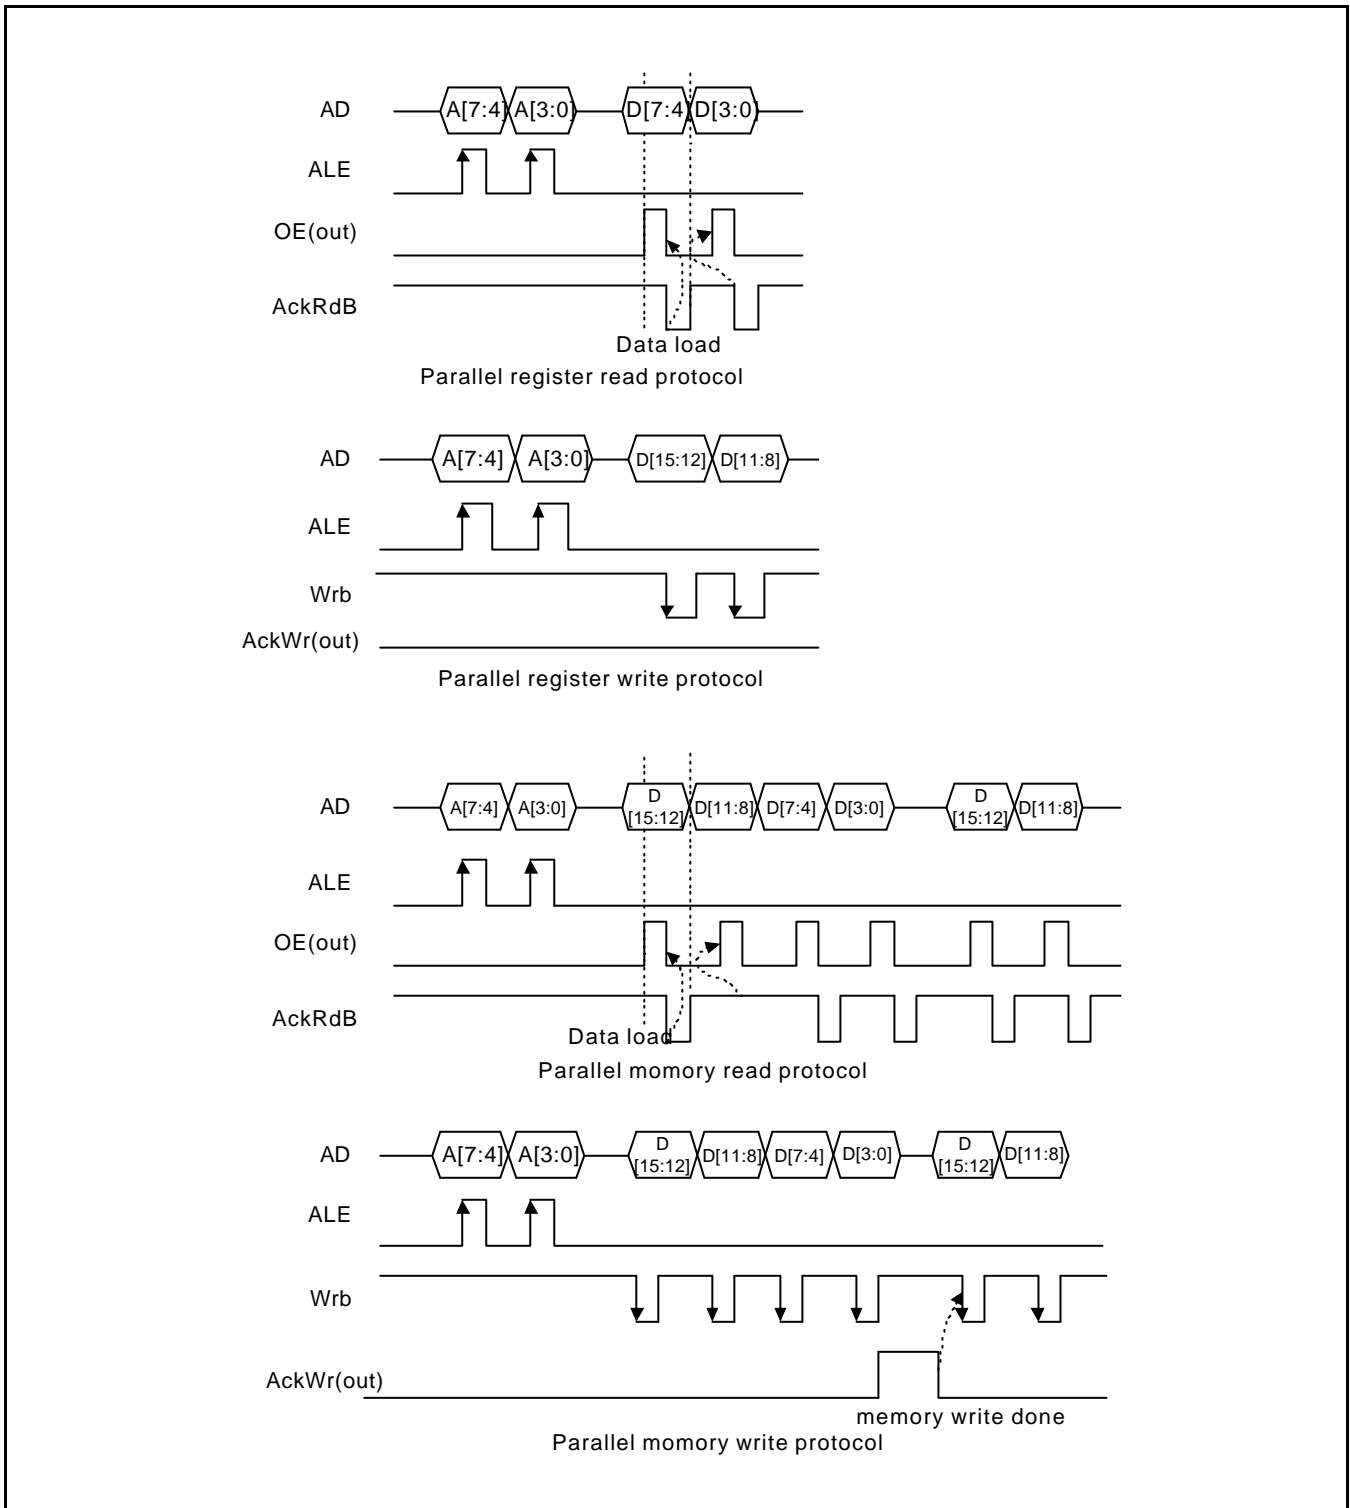 AD A[7:4] A[3:0] D[7:4 D[3:0]
ALE
OE(out)
AckRdB
Data load
Parallel register read protocol
AD A[7:4] A[3:0] D[15:12] D[11:8]
ALE
Wrb
AckWr(out)
Parallel register write protocol
AD A[7:4] A[3:0] D [15:12] D[11:8] D[7:4] D[3:0] D [15:12] D[11:8]
ALE
OE(out)
AckRdB
Data load
Parallel momory read protocol
AD A[7:4] A[3:0] D [15:12] D[11:8] D[7:4] D[3:0] D [15:12] D[11:8]
ALE
Wrb
AckWr(out)
memory write done
Parallel momory write protocol